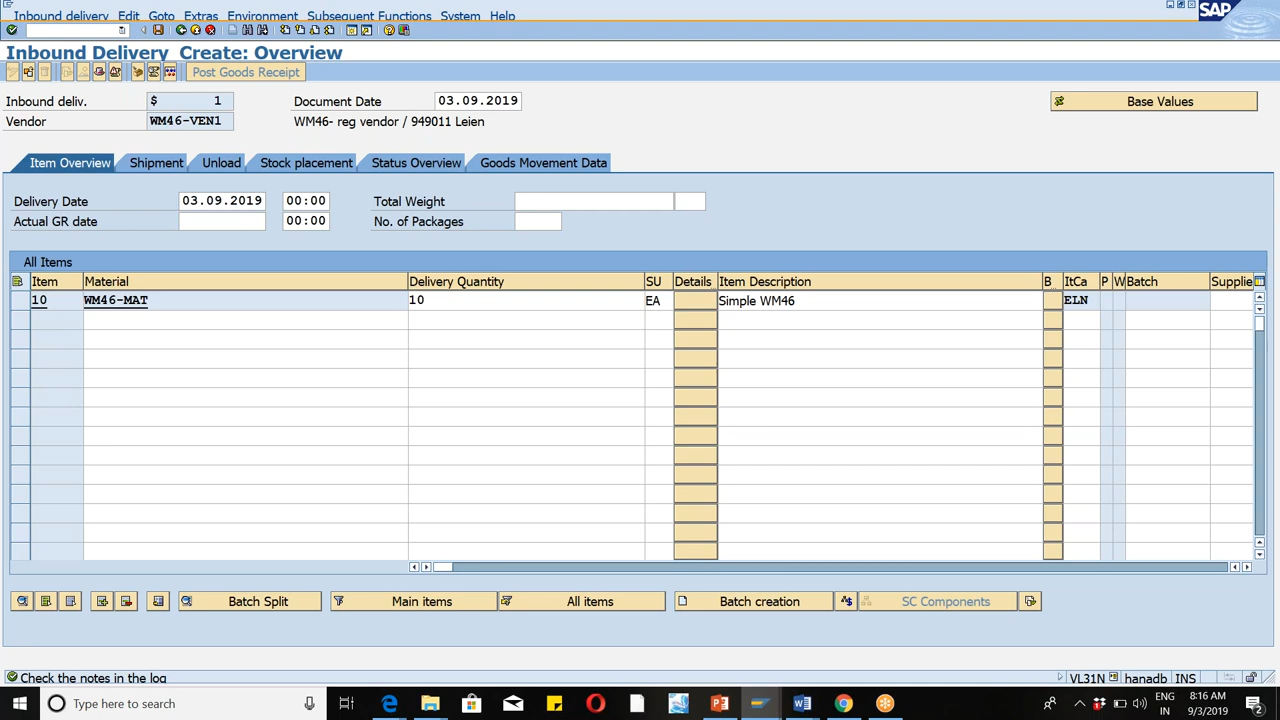 Inbound delivery Edit Goto Extras Environment Subsequent Functions System Help
SAP
Inbound Delivery Create: Overview
Post Goods Receipt
Inbound deliv. $ 1 Document Date 03.09.2019 Base Values
Vendor WM46-VEN1 WM46- reg vendor / 949011 Leien
Item Overview Shipment Unload Stock placement Status Overview Goods Movement Data
Delivery Date 03.09.2019 00:00 Total Weight
Actual GR date 00:00 No. of Packages
All Items
Item Material Delivery Quantity SU Details Item Description B.. ItCa P W Batch Supplie
10 WM46-MAT 10 EA Simple WM46 ELN
Batch Split Main items All items Batch creation SC Components
Check the notes in the log VL31N hanadb INS
Type here to search ENG 8:16 AM
IN 9/3/2019 2